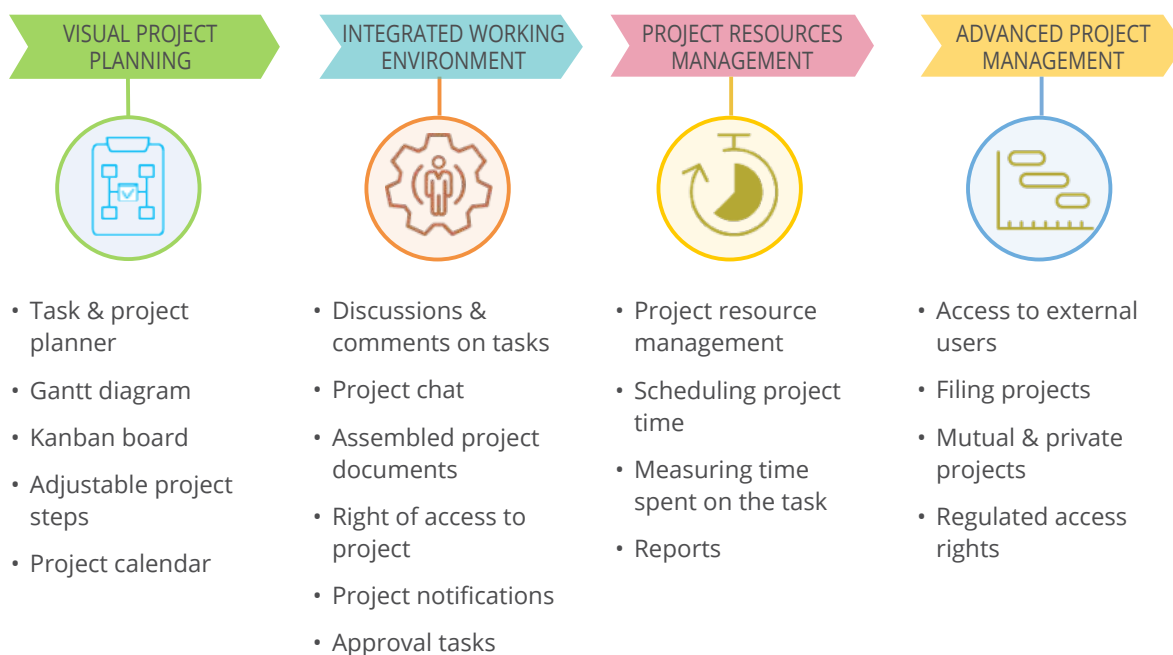 VISUAL PROJECT
PLANNING
• Task & project
planner
• Gantt diagram
• Kanban board
• Adjustable project
steps
• Project calendar
INTEGRATED WORKING
ENVIRONMENT
• Discussions &
comments on tasks
• Project chat
• Assembled project
documents
• Right of access to
project
• Project notifications
• Approval tasks
PROJECT RESOURCES
MANAGEMENT
• Project resource
management
• Scheduling project
time
• Measuring time
spent on the task
• Reports
ADVANCED PROJECT
MANAGEMENT
• Access to external
users
• Filing projects
• Mutual & private
projects
• Regulated access
rights